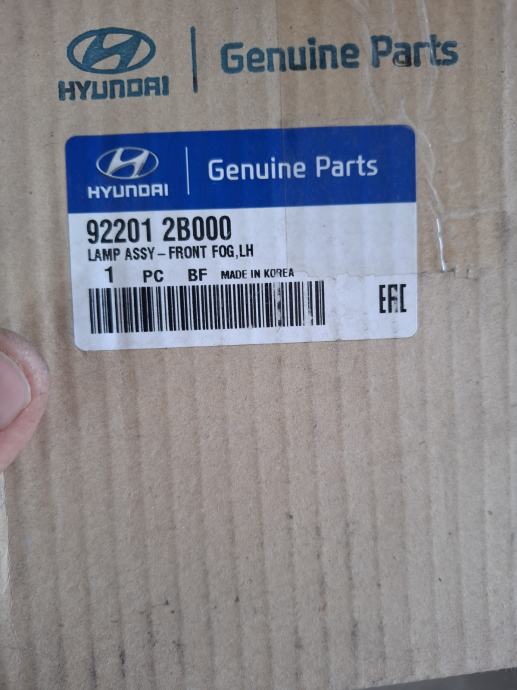 HYUNDAI | Genuine Parts
HYUNDAI | Genuine Parts
92201 2B000
LAMP ASSY-FRONT FOG,LH
1 PC BF MADE IN KOREA
EAC